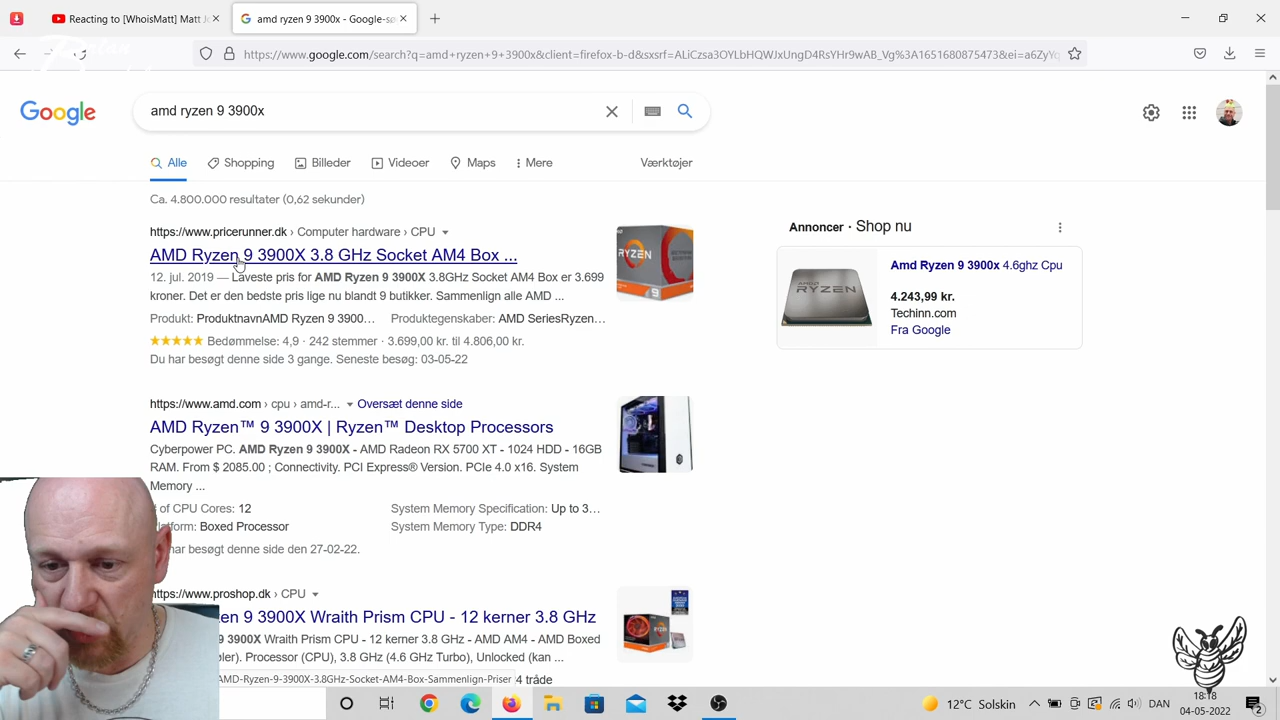 Reacting to [WhoisMatt] Matt Jo
amd ryzen 9 3900x - Google-sø
https://www.google.com/search?q=amd+ryzen+9+3900x&client=firefox-b-d&sxsrf=ALiCzsa3OYLbHQWJxUngD4RsYHr9wAB_Vg%3A1651680875473&ei=a6ZyYq
Google
amd ryzen 9 3900x
Alle
Shopping
Billeder
Videoer
Maps
Mere
Værktøjer
Ca. 4.800.000 resultater (0,62 sekunder)
https://www.pricerunner.dk › Computer hardware › CPU
AMD Ryzen 9 3900X 3.8 GHz Socket AM4 Box ...
12. jul. 2019 — Laveste pris for AMD Ryzen 9 3900X 3.8GHz Socket AM4 Box er 3.699
kroner. Det er den bedste pris lige nu blandt 9 butikker. Sammenlign alle AMD ...
Produkt: ProduktnavnAMD Ryzen 9 3900... Produktegenskaber: AMD SeriesRyzen...
Bedømmelse: 4,9 · 242 stemmer · 3.699,00 kr. til 4.806,00 kr.
Du har besøgt denne side 3 gange. Seneste besøg: 03-05-22
RYZEN
9
Annoncer · Shop nu
RYZEN
Amd Ryzen 9 3900x 4.6ghz Cpu
4.243,99 kr.
Techinn.com
Fra Google
https://www.amd.com › cpu › amd-r... Oversæt denne side
AMD Ryzen™ 9 3900X | Ryzen™ Desktop Processors
Cyberpower PC. AMD Ryzen 9 3900X - AMD Radeon RX 5700 XT - 1024 HDD - 16GB
RAM. From $ 2085.00 ; Connectivity. PCI Express® Version. PCIe 4.0 x16. System
Memory ...
of CPU Cores: 12 System Memory Specification: Up to 3...
tform: Boxed Processor System Memory Type: DDR4
har besøgt denne side den 27-02-22.
https://www.proshop.dk › CPU
en 9 3900X Wraith Prism CPU - 12 kerner 3.8 GHz
9 3900X Wraith Prism CPU - 12 kerner 3.8 GHz - AMD AM4 - AMD Boxed
ler). Processor (CPU), 3.8 GHz (4.6 GHz Turbo), Unlocked (kan ...
AMD-Ryzen-9-3900X-Socket-AM4-Box-Sammenlign-Priser
4 tråde
12°C Solskin
DAN
18:18
04-05-2022
2